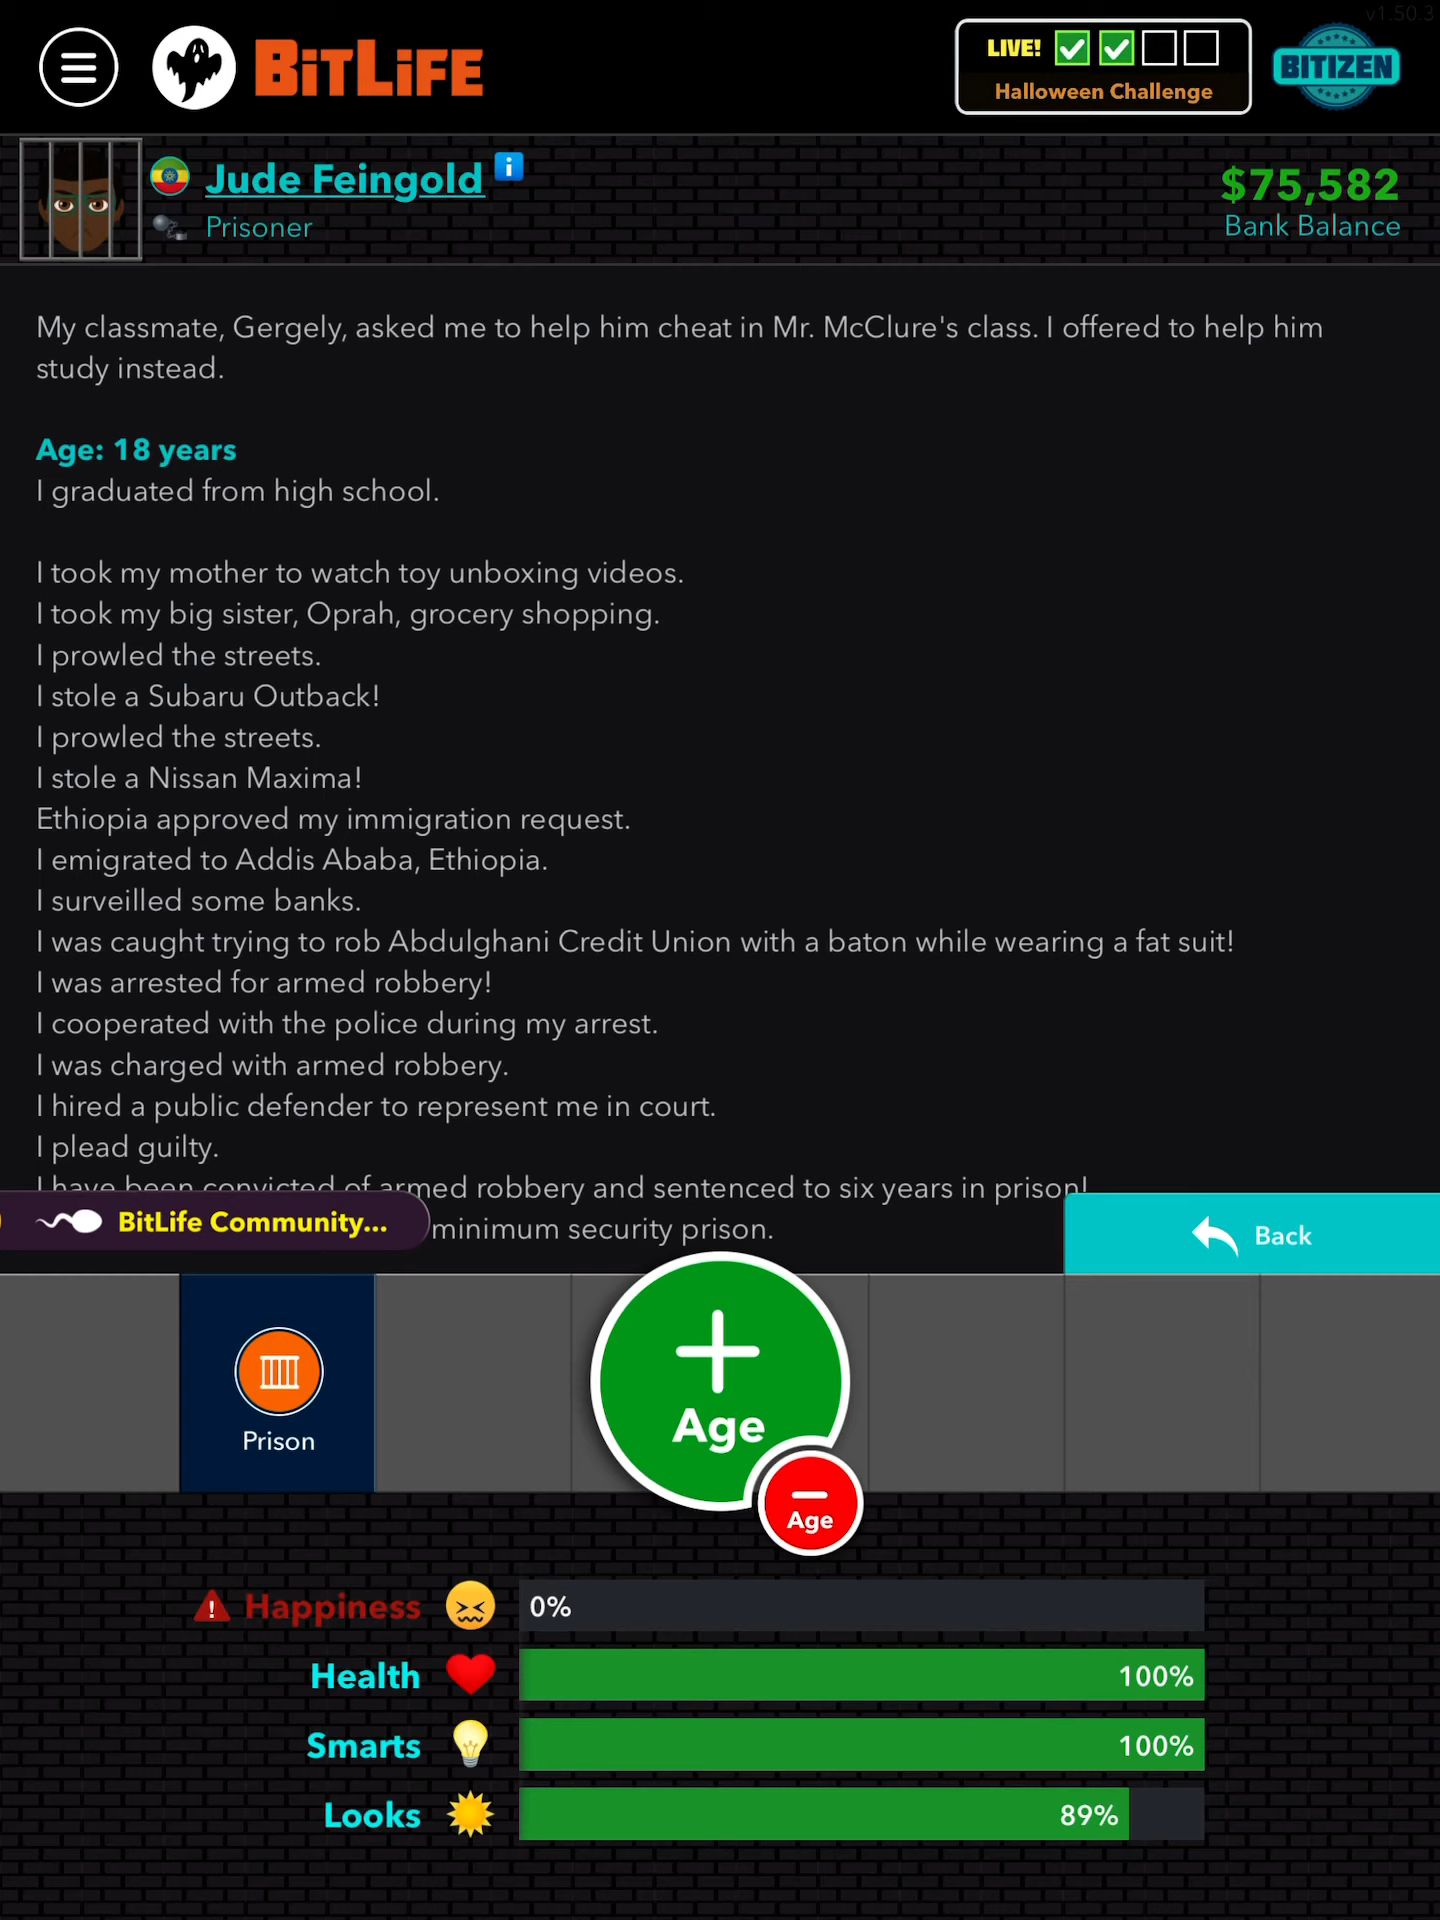 v1.50.3
BitLife
LIVE!
Halloween Challenge
BITIZEN
Jude Feingold
Prisoner
$75,582
Bank Balance
My classmate, Gergely, asked me to help him cheat in Mr. McClure's class. I offered to help him
study instead.
Age: 18 years
I graduated from high school.
I took my mother to watch toy unboxing videos.
I took my big sister, Oprah, grocery shopping.
I prowled the streets.
I stole a Subaru Outback!
I prowled the streets.
I stole a Nissan Maxima!
Ethiopia approved my immigration request.
I emigrated to Addis Ababa, Ethiopia.
I surveilled some banks.
I was caught trying to rob Abdulghani Credit Union with a baton while wearing a fat suit!
I was arrested for armed robbery!
I cooperated with the police during my arrest.
I was charged with armed robbery.
I hired a public defender to represent me in court.
I plead guilty.
I have been convicted of armed robbery and sentenced to six years in prison!
BitLife Community...
minimum security prison.
Back
Prison
Age
Age
Happiness
0%
Health
100%
Smarts
100%
Looks
89%